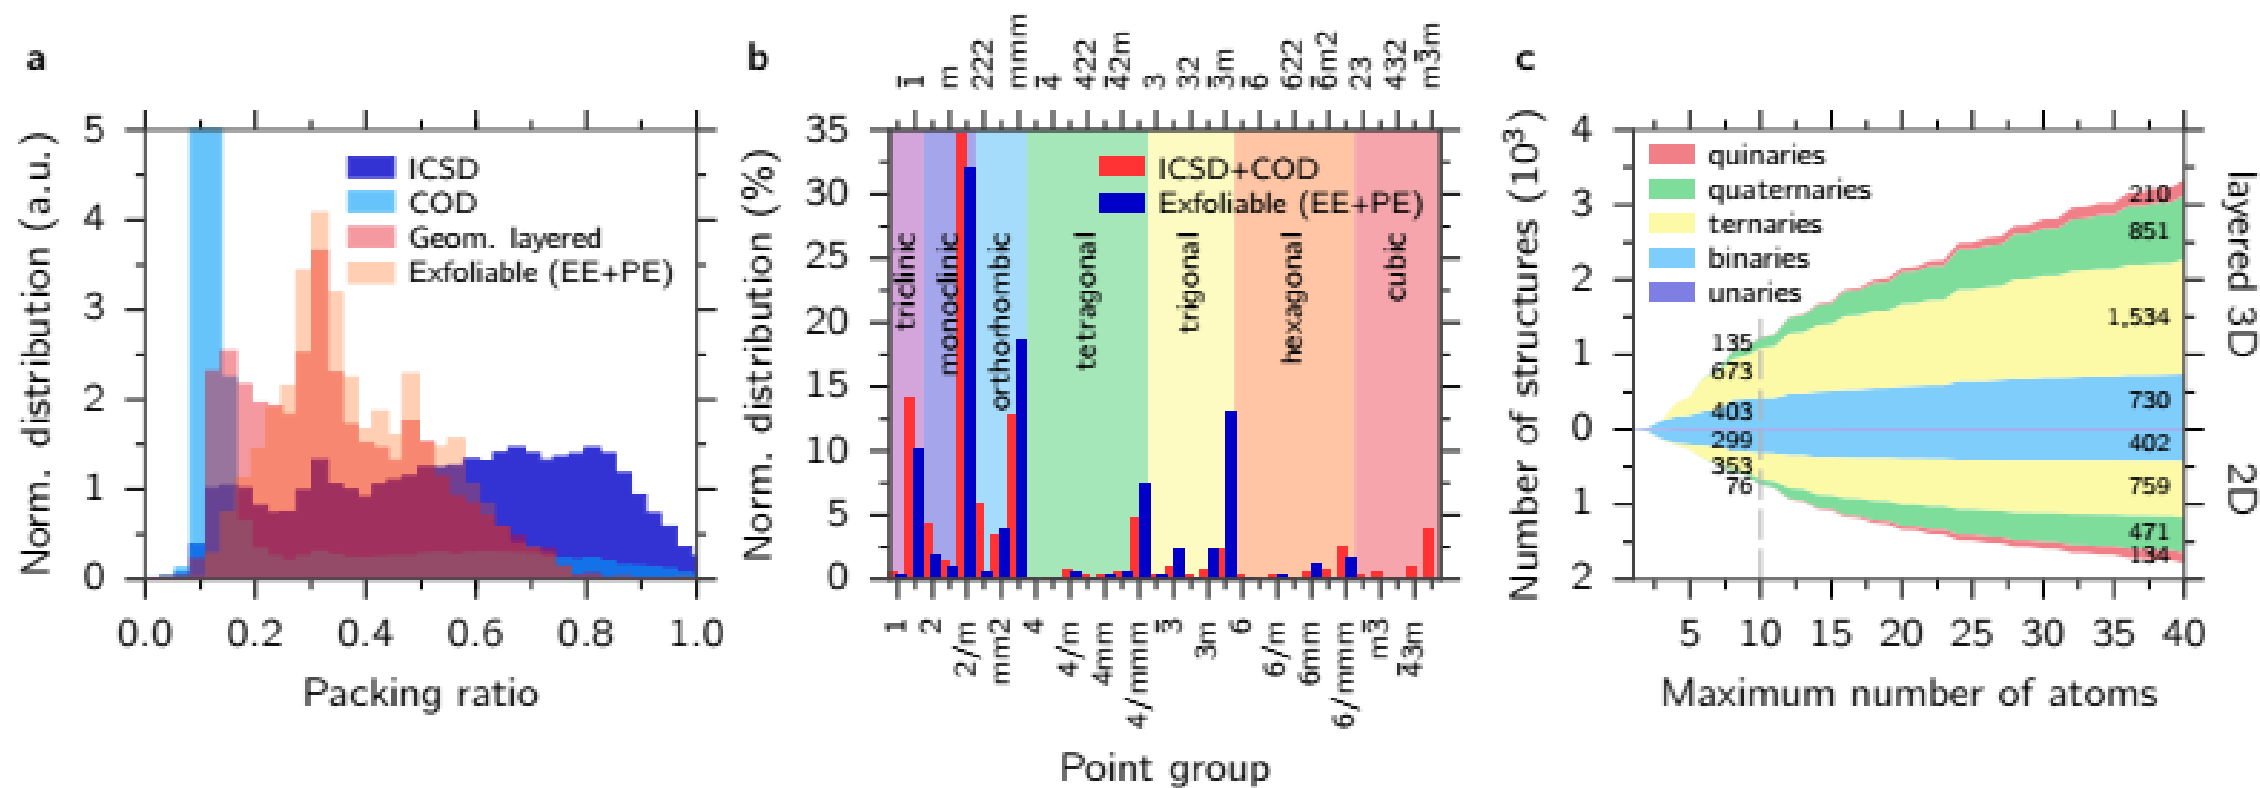 a
5
4
3
2
1
0
Norm. distribution (a.u.)
ICSD
COD
Geom. layered
Exfoliable (EE+PE)
0.0 0.2 0.4 0.6 0.8 1.0
Packing ratio
b
1̅ m 222 mmm 4̅ 422 4̅2m 3 32 3̅m 6̅ 622 6̅m2 23 432 m3̅m
35
30
25
20
15
10
5
0
Norm. distribution (%)
ICSD+COD
Exfoliable (EE+PE)
triclinic
monoclinic
orthorhombic
tetragonal
trigonal
hexagonal
cubic
1 2 2/m mm2 4 4/m 4mm 4/mmm 3̅ 3m 6 6/m 6mm 6/mmm m3̅ 4̅3m
Point group
c
4
3
2
1
0
1
2
Number of structures (10³)
quinaries
quaternaries
ternaries
binaries
unaries
135
673
403
299
353
76
210
851
1,534
730
402
759
471
134
layered 3D
2D
5 10 15 20 25 30 35 40
Maximum number of atoms